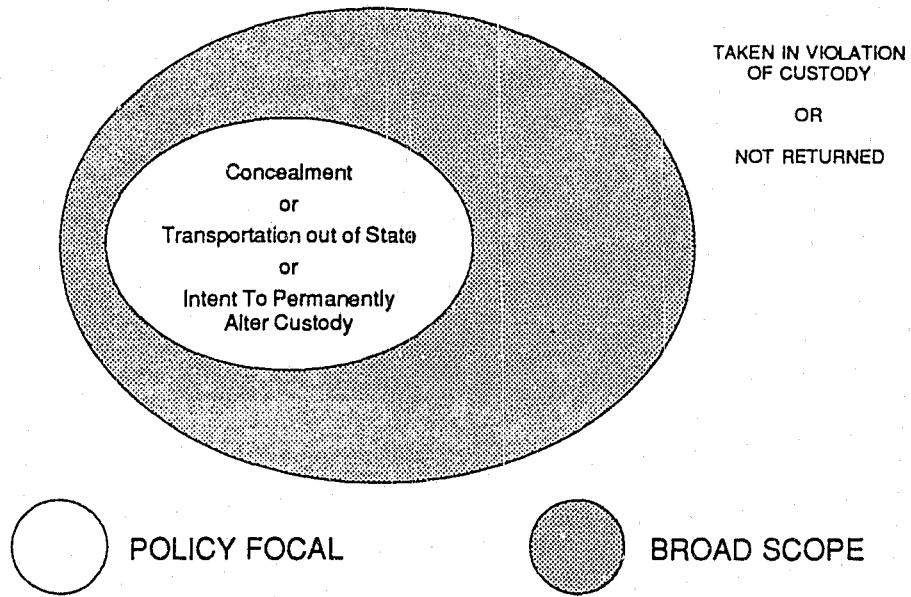 TAKEN IN VIOLATION
OF CUSTODY
OR
NOT RETURNED
Concealment
or
Transportation out of State
or
Intent To Permanently
Alter Custody
POLICY FOCAL
BROAD SCOPE